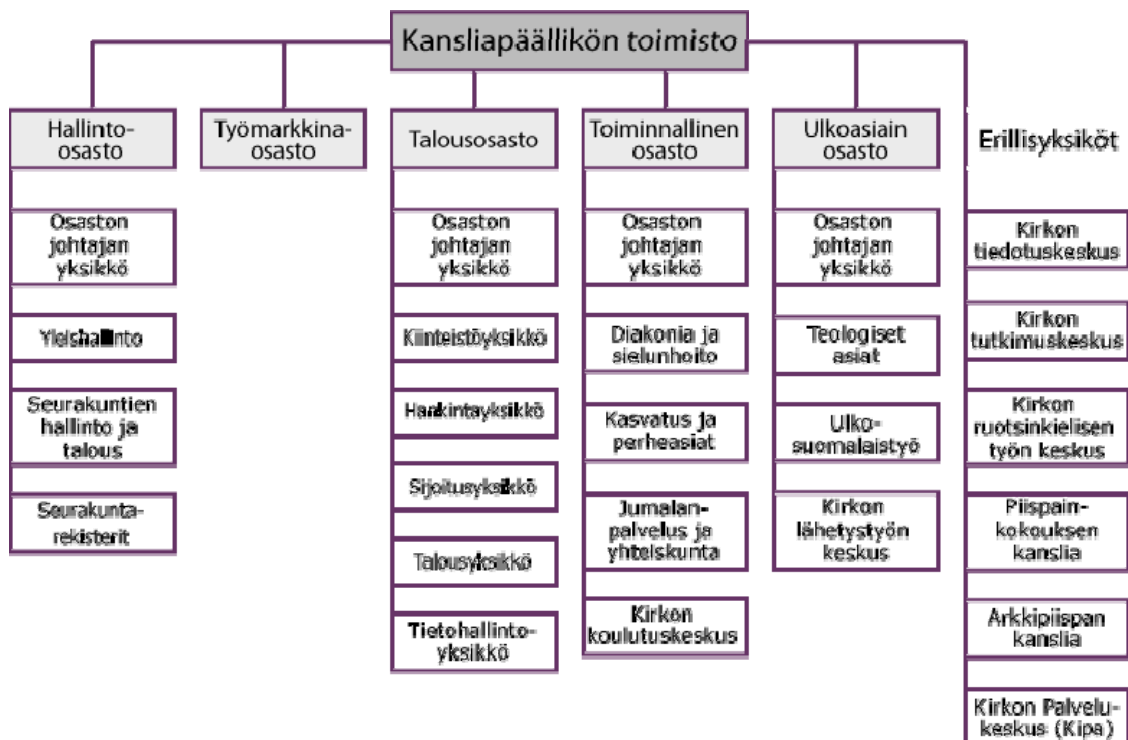 Kansliapäällikön toimisto
Hallinto-
osasto
Osaston
johtajan
yksikkö
Yleishallinto
Seurakuntien
hallinto ja
talous
Seurakunta-
rekisterit
Työmarkkina-
osasto
Talousosasto
Osaston
johtajan
yksikkö
Kiinteistöyksikkö
Hankintayksikkö
Sijoitusyksikkö
Talousyksikkö
Tietohallinto-
yksikkö
Toiminnallinen
osasto
Osaston
johtajan
yksikkö
Diakonia ja
sielunhoito
Kasvatus ja
perheasiat
Jumalan-
palvelus ja
yhteiskunta
Kirkon
koulutuskeskus
Ulkoasiain
osasto
Osaston
johtajan
yksikkö
Teologiset
asiat
Ulko-
suomalaistyö
Kirkon
lähetystyön
keskus
Erillisyksiköt
Kirkon
tiedotuskeskus
Kirkon
tutkimuskeskus
Kirkon
ruotsinkielisen
työn keskus
Piispain-
kokouksen
kanslia
Arkkipiispan
kanslia
Kirkon Palvelu-
keskus (Kipa)